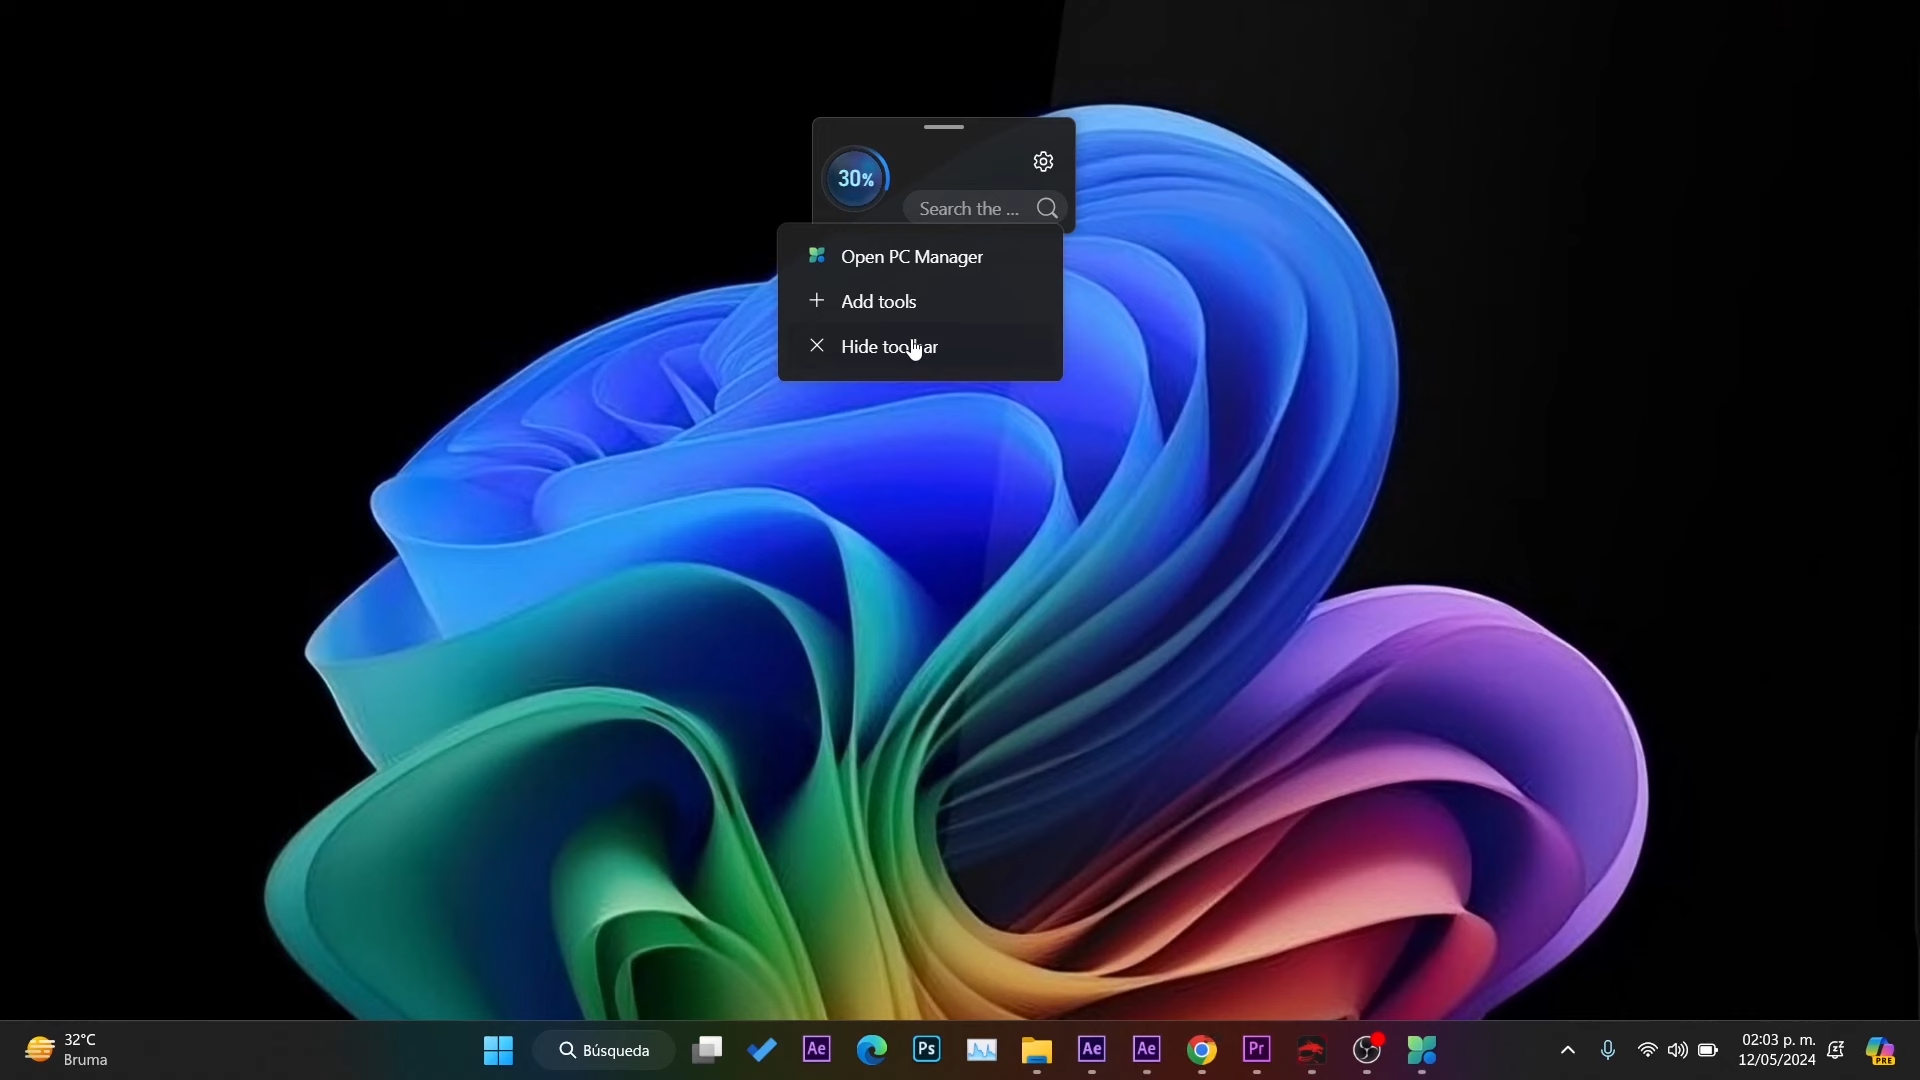 30%
Search the ...
Open PC Manager
Add tools
Hide toolbar
32°C
Bruma
Búsqueda
Ae
Ps
Ae
Ae
Pr
02:03 p. m.
12/05/2024
PRE